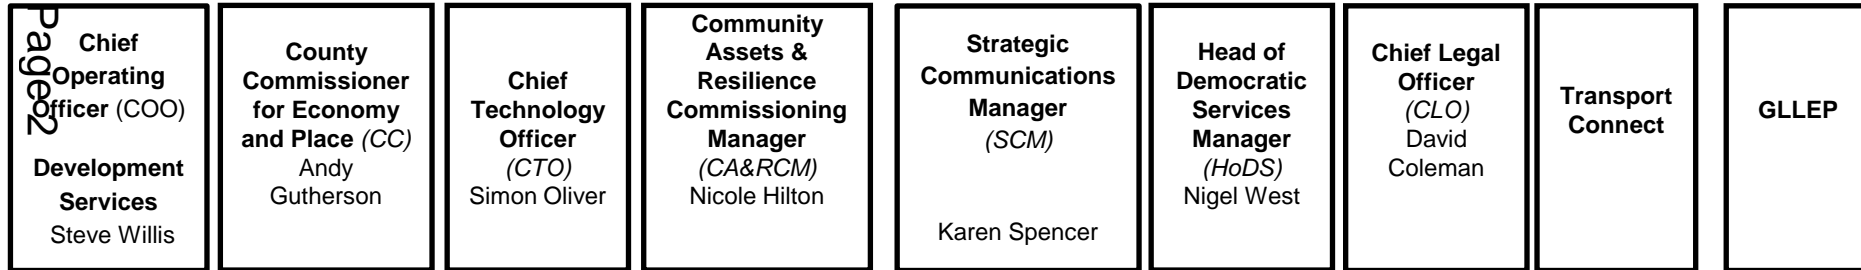 Page 2
Chief
Operating
Officer (COO)
Development
Services
Steve Willis
County
Commissioner
for Economy
and Place (CC)
Andy
Gutherson
Chief
Technology
Officer
(CTO)
Simon Oliver
Community
Assets &
Resilience
Commissioning
Manager
(CA&RCM)
Nicole Hilton
Strategic
Communications
Manager
(SCM)
Karen Spencer
Head of
Democratic
Services
Manager
(HoDS)
Nigel West
Chief Legal
Officer
(CLO)
David
Coleman
Transport
Connect
GLLEP